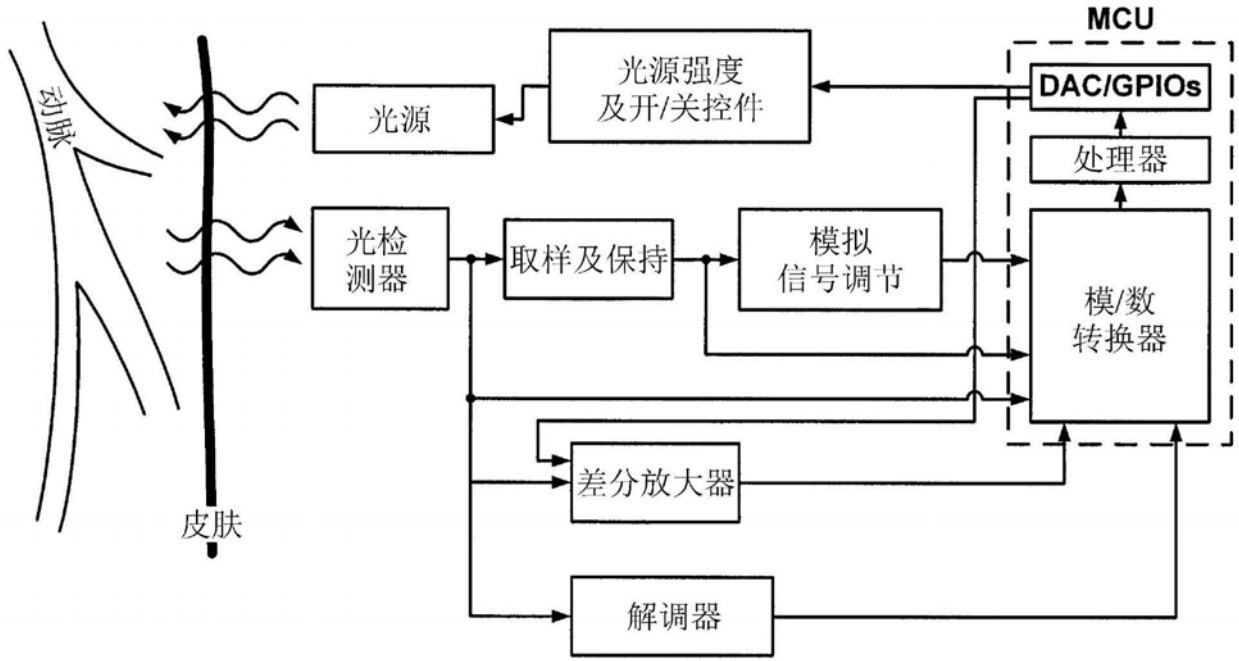 MCU
光源强度
及开/关控件
DAC/GPIOs
动脉
光源
处理器
光检
测器
取样及保持
模拟
信号调节
模/数
转换器
差分放大器
皮肤
解调器